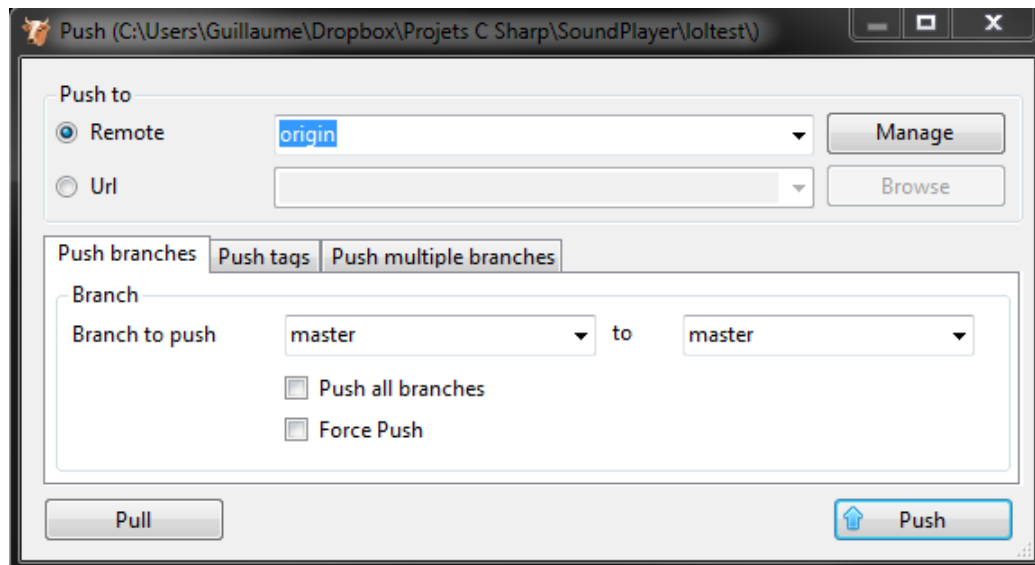 Push (C:\Users\Guillaume\Dropbox\Projets C Sharp\SoundPlayer\loltest\)
Push to
Remote origin Manage
Url Browse
Push branches Push tags Push multiple branches
Branch
Branch to push master to master
Push all branches
Force Push
Pull Push